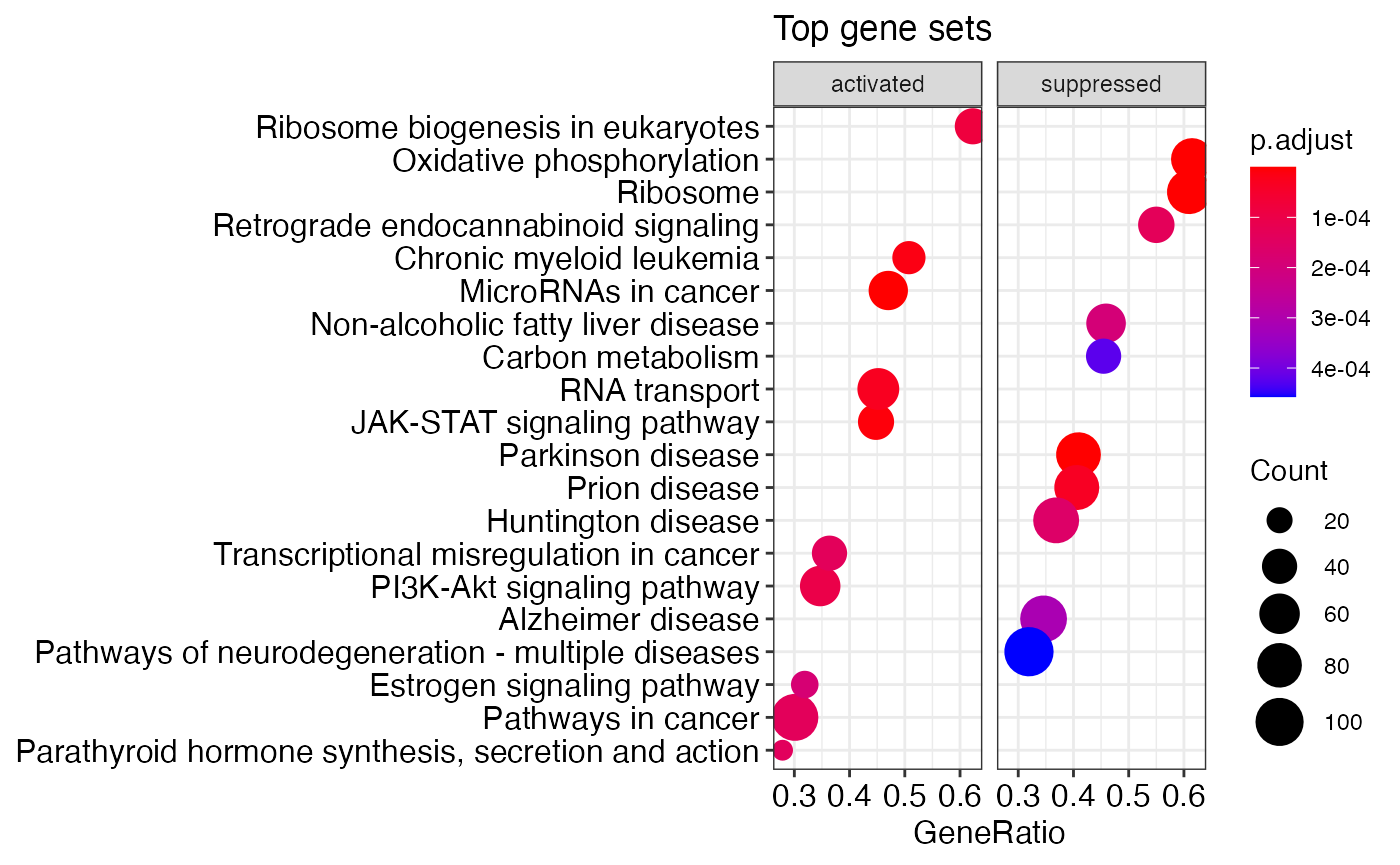 Top gene sets
activated
suppressed
Ribosome biogenesis in eukaryotes
Oxidative phosphorylation
Ribosome
Retrograde endocannabinoid signaling
Chronic myeloid leukemia
MicroRNAs in cancer
Non-alcoholic fatty liver disease
Carbon metabolism
RNA transport
JAK-STAT signaling pathway
Parkinson disease
Prion disease
Huntington disease
Transcriptional misregulation in cancer
PI3K-Akt signaling pathway
Alzheimer disease
Pathways of neurodegeneration - multiple diseases
Estrogen signaling pathway
Pathways in cancer
Parathyroid hormone synthesis, secretion and action
0.3 0.4 0.5 0.6
0.3 0.4 0.5 0.6
GeneRatio
p.adjust
1e-04
2e-04
3e-04
4e-04
Count
20
40
60
80
100